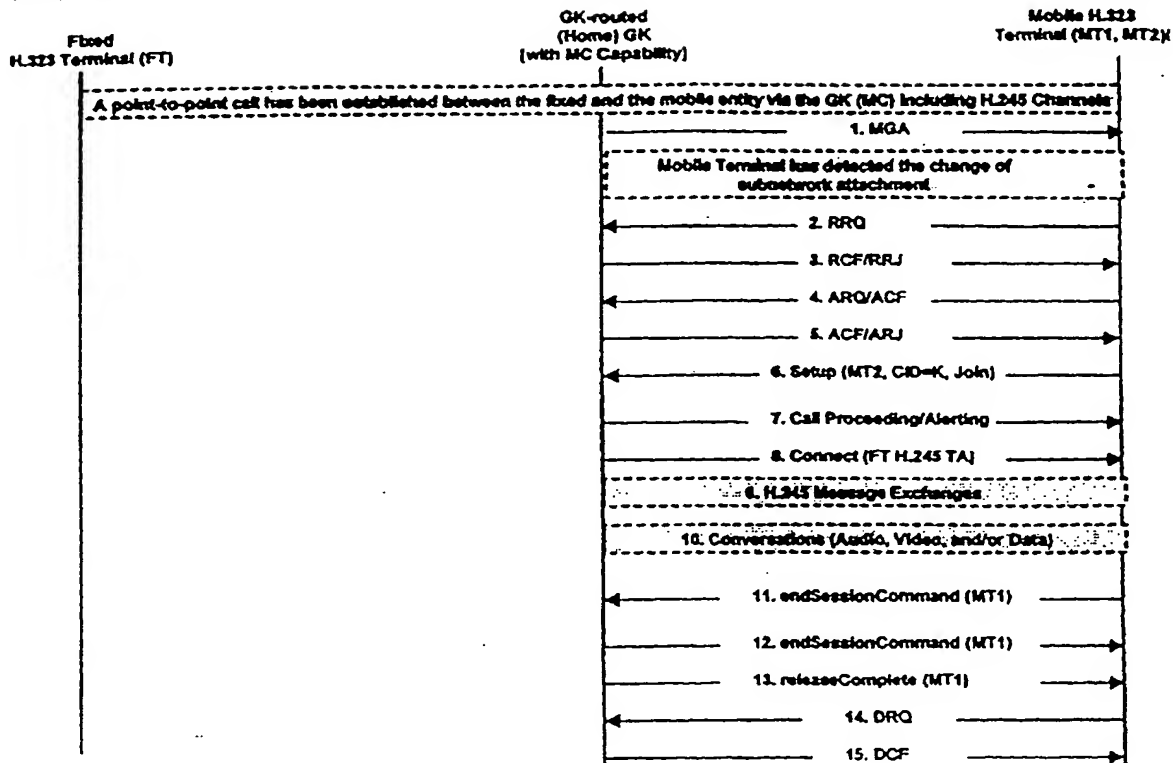 Fixed
H.323 Terminal (FT)
GK-routed
(Home) GK
[with MC Capability]
Mobile H.323
Terminal (MT1, MT2)
A point-to-point call has been established between the fixed and the mobile entity via the GK (MC) including H.245 Channels
1. MGA
Mobile Terminal has detected the change of
subnetwork attachment
2. RRQ
3. RCF/RRJ
4. ARQ/ACF
5. ACF/ARJ
6. Setup (MT2, CID=K, Join)
7. Call Proceeding/Alerting
8. Connect (FT H.245 TA)
9. H.245 Message Exchanges
10. Conversations (Audio, Video, and/or Data)
11. endSessionCommand (MT1)
12. endSessionCommand (MT1)
13. releaseComplete (MT1)
14. DRQ
15. DCF